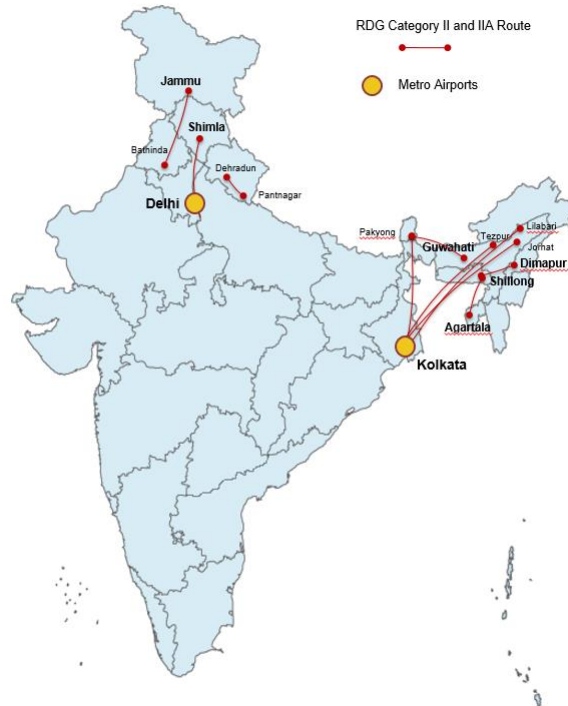 RDG Category II and IIA Route
Metro Airports
Jammu
Shimla
Bathinda
Dehradun
Pantnagar
Delhi
Pakyong
Tezpur
Lilabari
Guwahati
Jorhat
Dimapur
Shillong
Agartala
Kolkata